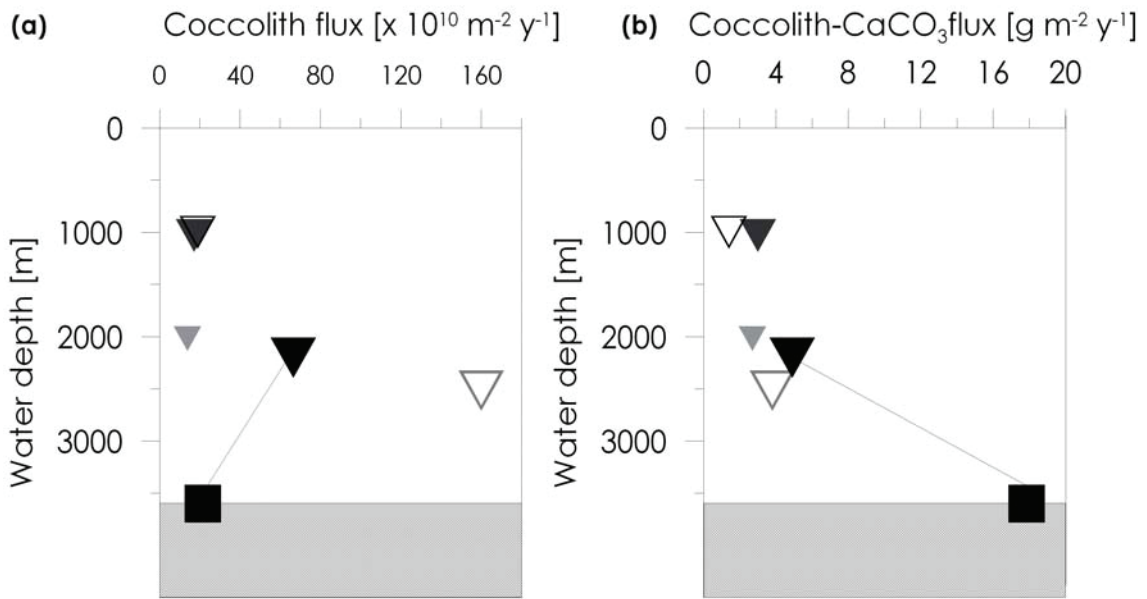 (a) Coccolith flux [x 10¹⁰ m⁻² y⁻¹]
0 40 80 120 160
0
1000
2000
3000
Water depth [m]
(b) Coccolith-CaCO₃flux [g m⁻² y⁻¹]
0 4 8 12 16 20
0
1000
2000
3000
Water depth [m]